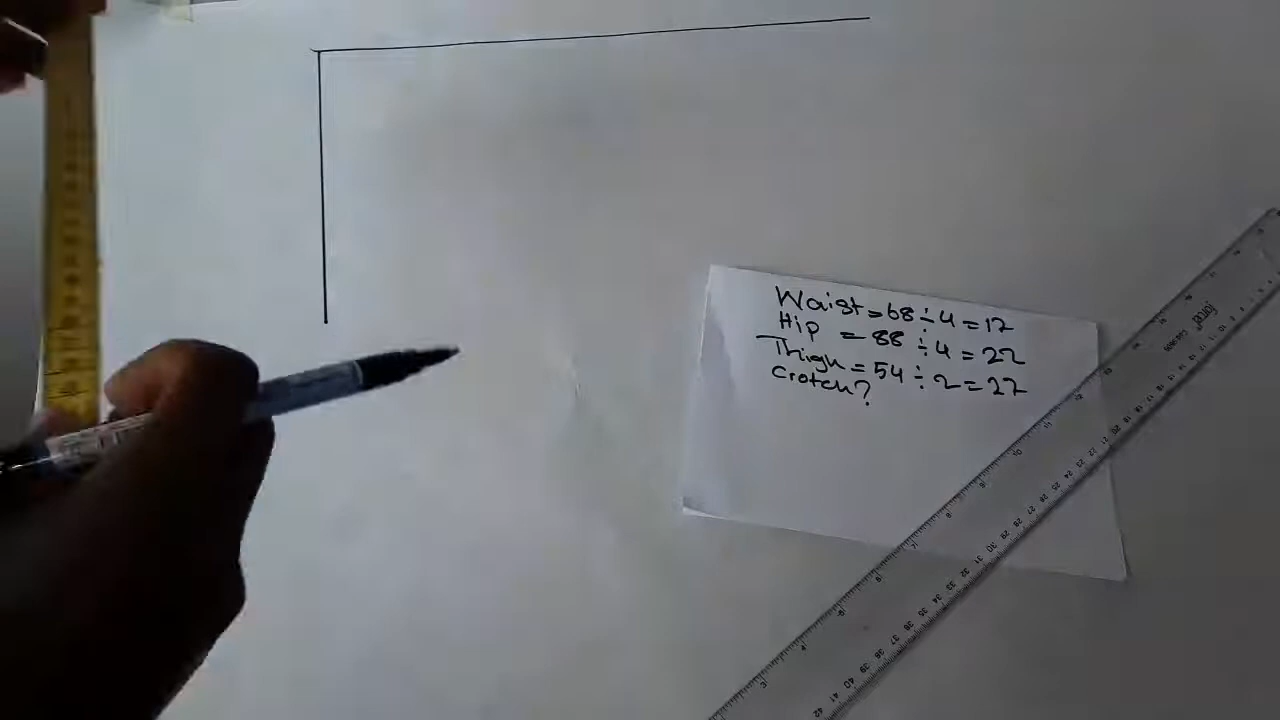 Waist = 68 ÷ 4 = 17
Hip = 88 ÷ 4 = 22
Thigh = 54 ÷ 2 = 27
Crotch?